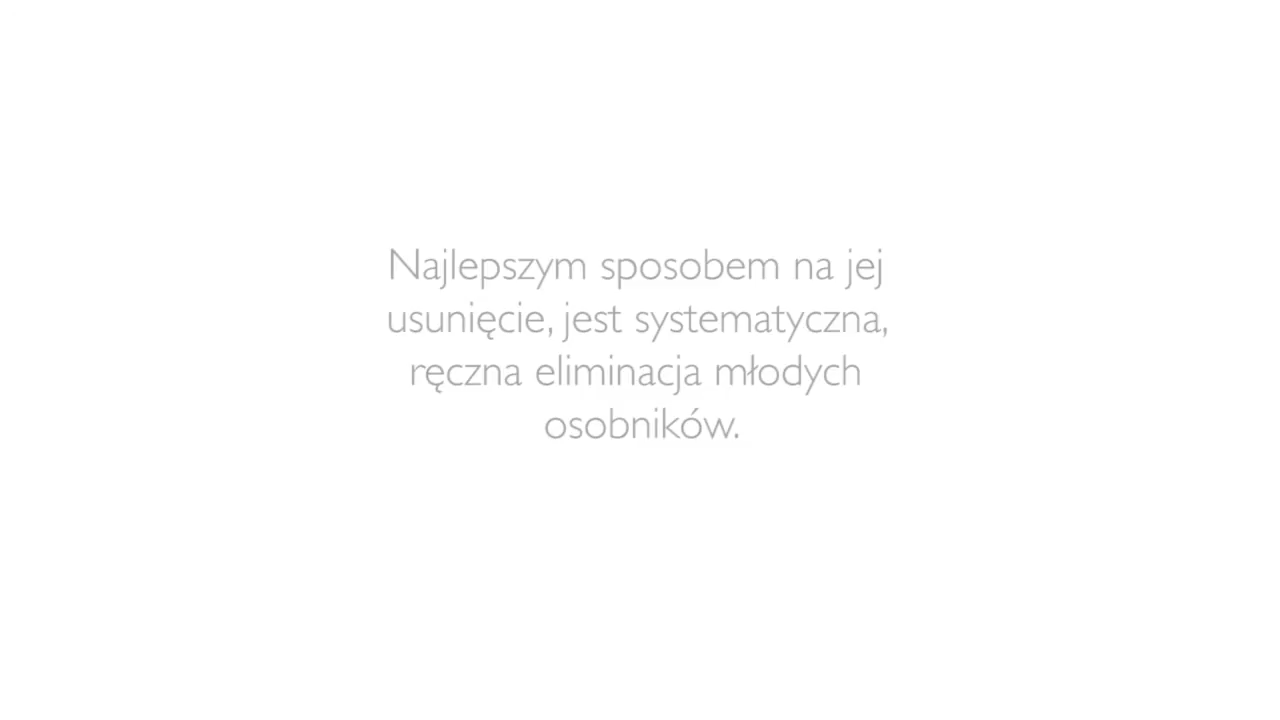 Najlepszym sposobem na jej
usunięcie, jest systematyczna,
ręczna eliminacja młodych
osobników.